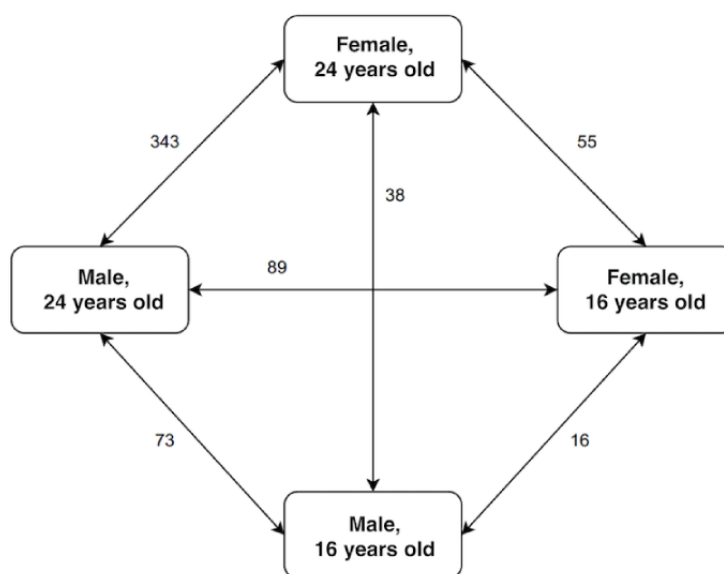 Female,
24 years old
343
55
38
Male,
24 years old
89
Female,
16 years old
73
16
Male,
16 years old